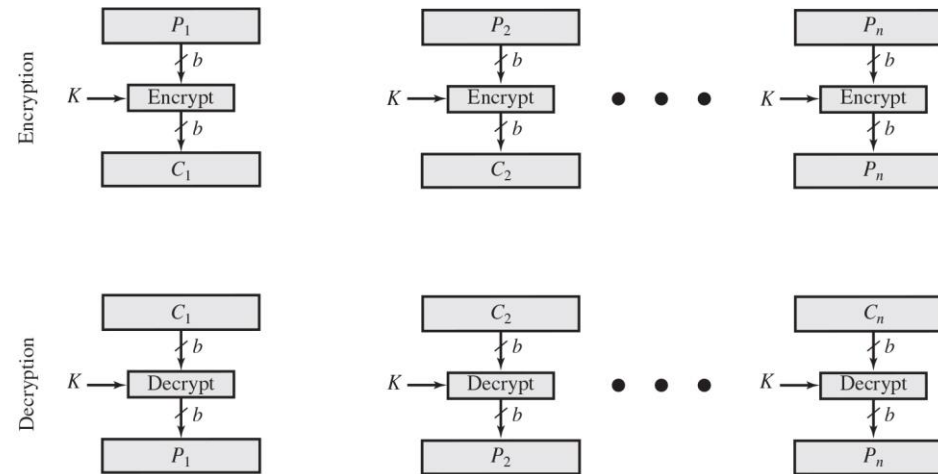 Encryption
P₁ P₂ Pₙ
b b b
K Encrypt K Encrypt K Encrypt
b b b
C₁ C₂ Pₙ
Decryption
C₁ C₂ Cₙ
b b b
K Decrypt K Decrypt K Decrypt
b b b
P₁ P₂ Pₙ